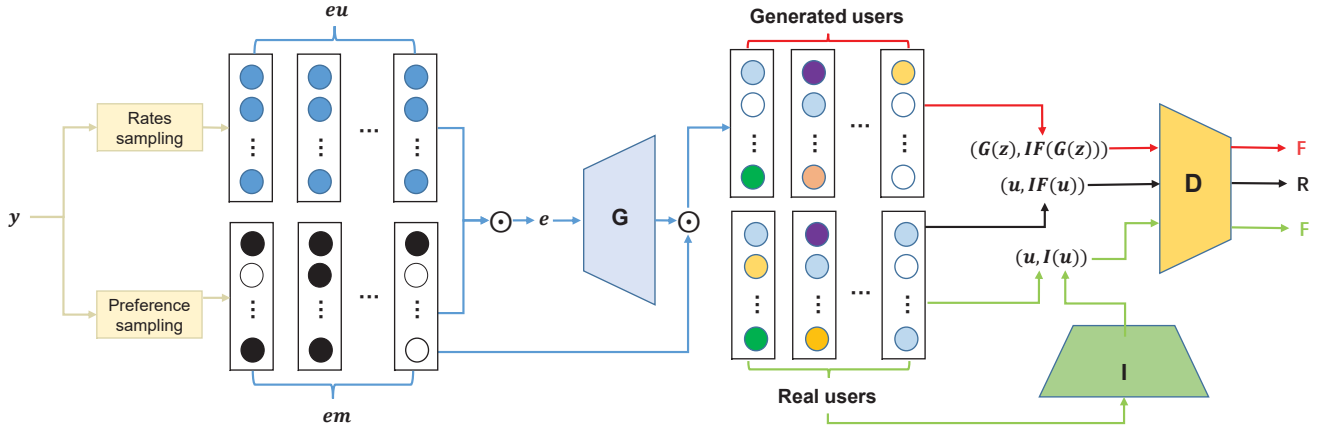 eu
Generated users
Rates
sampling
...
...
(G(z), IF(G(z)))
F
D
(u, IF(u))
R
y
e
G
F
(u, I(u))
Preference
sampling
...
...
I
em
Real users